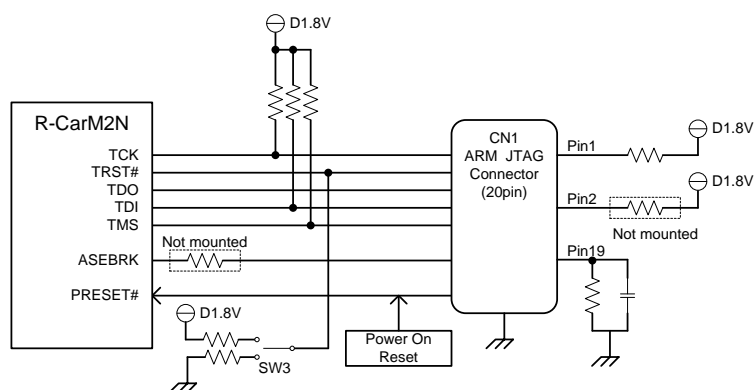 D1.8V
R-CarM2N
TCK
TRST#
TDO
TDI
TMS
ASEBRK
PRESET#
Not mounted
D1.8V
SW3
Power On
Reset
CN1
ARM JTAG
Connector
(20pin)
Pin1
D1.8V
Pin2
D1.8V
Not mounted
Pin19